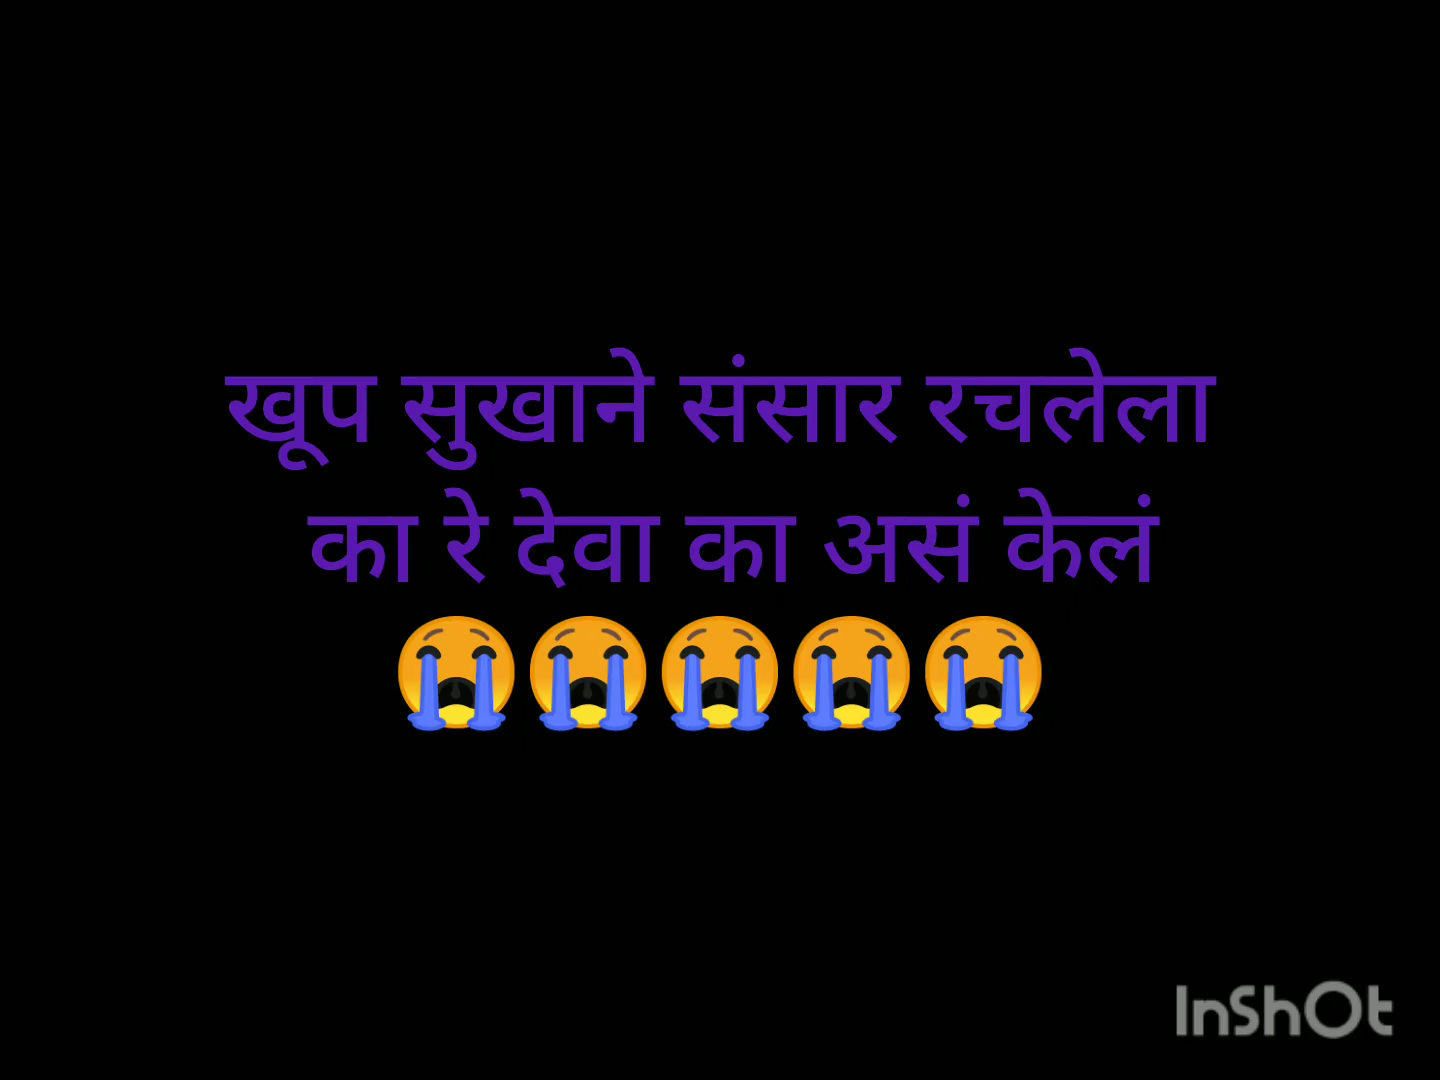 खूप सुखाने संसार रचलेला
का रे देवा का असं केलं
😭😭😭😭😭
InShOt